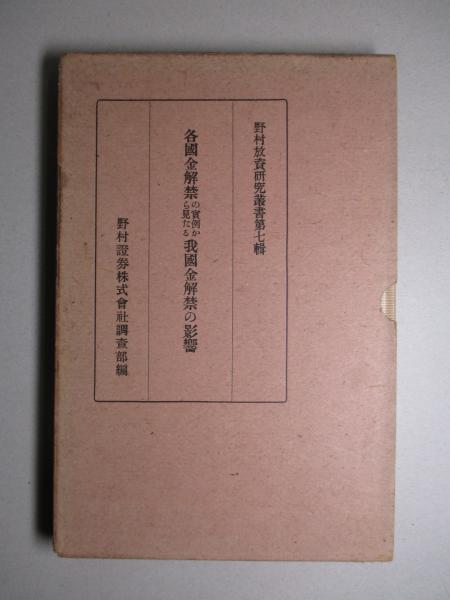 野村放資研究叢書第七輯
各國金解禁の實例から見たる我國金解禁の影響
野村證券株式會社調查部編